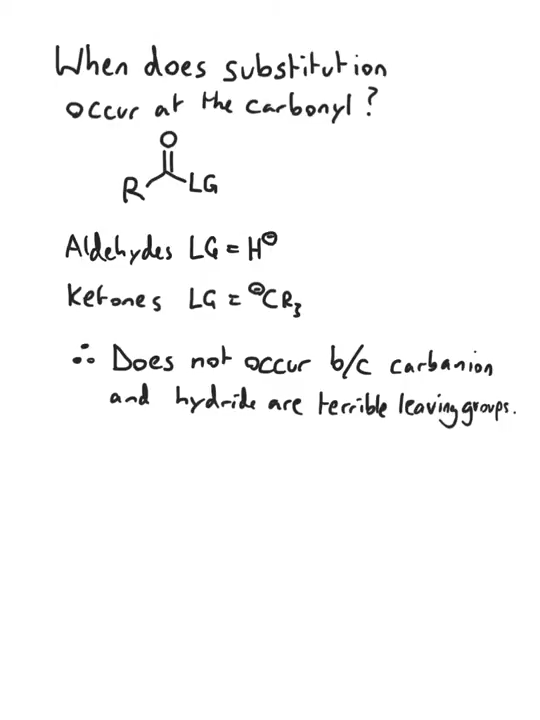 When does substitution
occur at the carbonyl?
O
R LG
Aldehydes LG = H⊖
Ketones LG = ⊖CR₃
∴ Does not occur b/c carbanion
and hydride are terrible leaving groups.